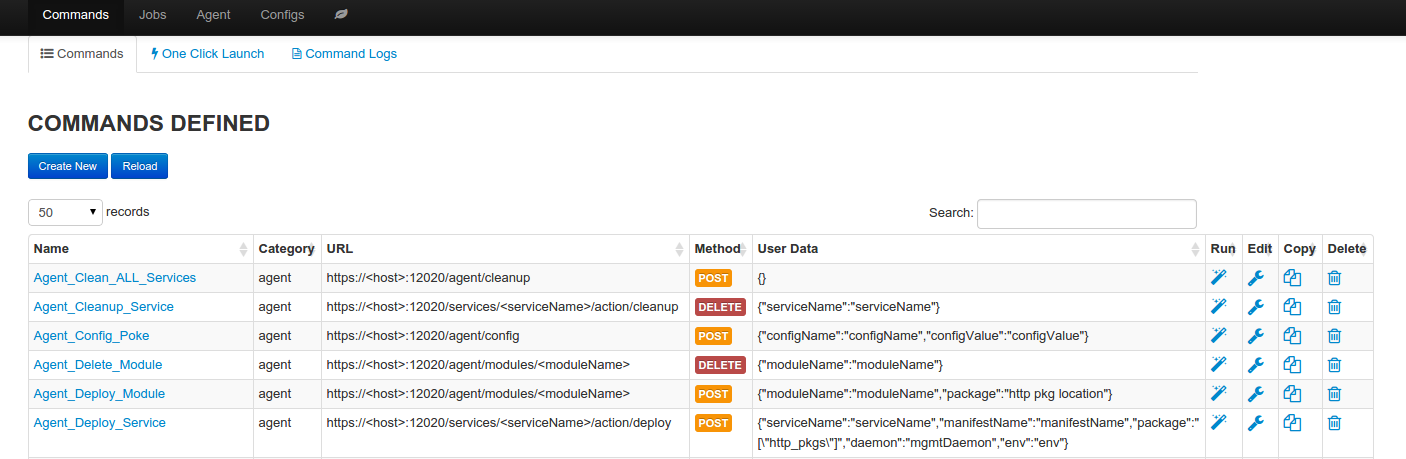 Commands Jobs Agent Configs
Commands One Click Launch Command Logs
COMMANDS DEFINED
Create New Reload
50 records Search:
Name Category URL Method User Data Run Edit Copy Delete
Agent_Clean_ALL_Services agent https://<host>:12020/agent/cleanup POST {}
Agent_Cleanup_Service agent https://<host>:12020/services/<serviceName>/action/cleanup DELETE {"serviceName":"serviceName"}
Agent_Config_Poke agent https://<host>:12020/agent/config POST {"configName":"configName","configValue":"configValue"}
Agent_Delete_Module agent https://<host>:12020/agent/modules/<moduleName> DELETE {"moduleName":"moduleName"}
Agent_Deploy_Module agent https://<host>:12020/agent/modules/<moduleName> POST {"moduleName":"moduleName","package":"http pkg location"}
Agent_Deploy_Service agent https://<host>:12020/services/<serviceName>/action/deploy POST {"serviceName":"serviceName","manifestName":"manifestName","package":"
[\"http_pkgs\"]","daemon":"mgmtDaemon","env":"env"}